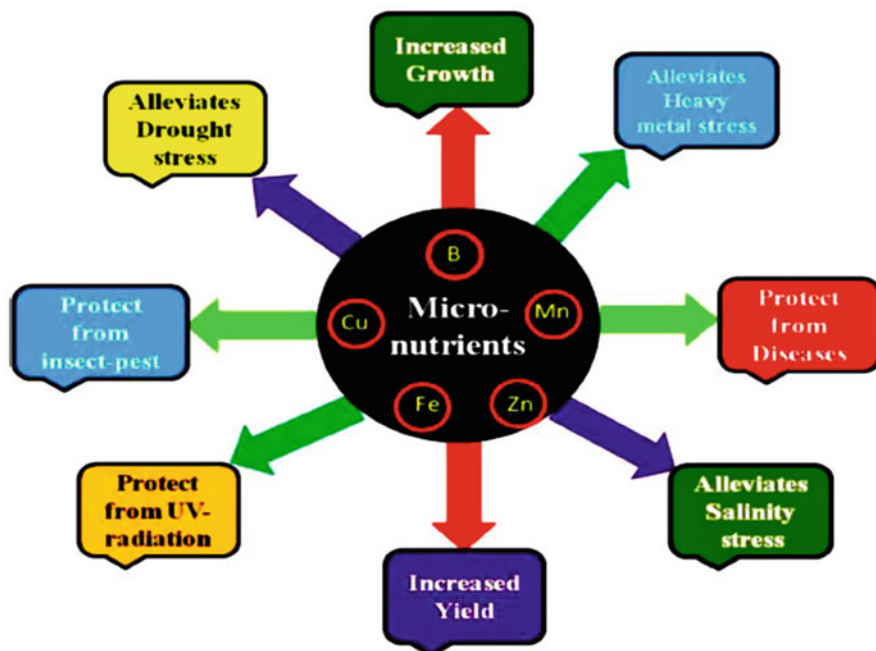 Increased
Growth
Alleviates
Heavy
metal stress
Alleviates
Drought
stress
B
Micro-
nutrients
Cu
Mn
Fe
Zn
Protect
from
insect-pest
Protect
from
Diseases
Protect
from UV-
radiation
Increased
Yield
Alleviates
Salinity
stress